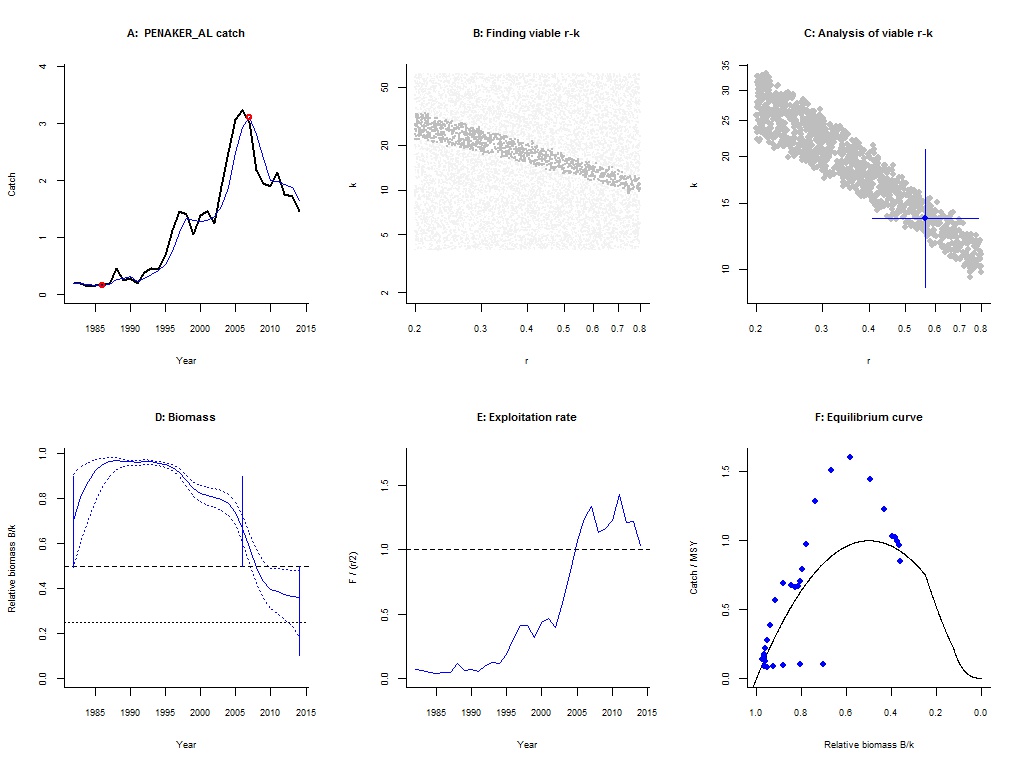 A: PENAKER_AL catch
Catch
4
3
2
1
0
1985 1990 1995 2000 2005 2010 2015
Year
B: Finding viable r-k
k
50
20
10
5
2
0.2 0.3 0.4 0.5 0.6 0.7 0.8
r
C: Analysis of viable r-k
k
35
30
25
20
15
10
0.2 0.3 0.4 0.5 0.6 0.7 0.8
r
D: Biomass
Relative biomass B/k
1.0
0.8
0.6
0.4
0.2
0.0
1985 1990 1995 2000 2005 2010 2015
Year
E: Exploitation rate
F / (r/2)
1.5
1.0
0.5
0.0
1985 1990 1995 2000 2005 2010 2015
Year
F: Equilibrium curve
Catch / MSY
1.5
1.0
0.5
0.0
1.0 0.8 0.6 0.4 0.2 0.0
Relative biomass B/k